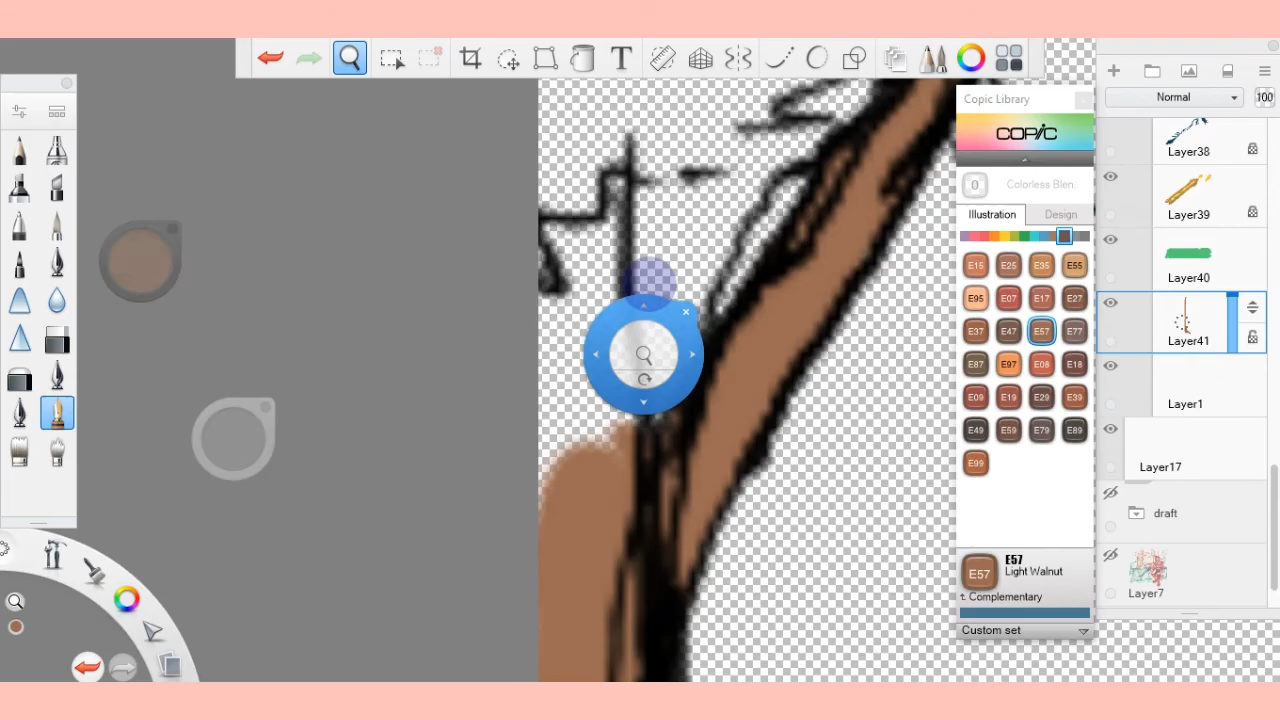 T
Copic Library
COPIC
0 Colorless Blen..
Illustration Design
E15 E25 E35 E55
E95 E07 E17 E27
E37 E47 E57 E77
E87 E97 E08 E18
E09 E19 E29 E39
E49 E59 E79 E89
E99
E57
E57
Light Walnut
Complementary
Custom set
Normal
100
Layer38
Layer39
Layer40
Layer41
Layer1
Layer17
draft
Layer7